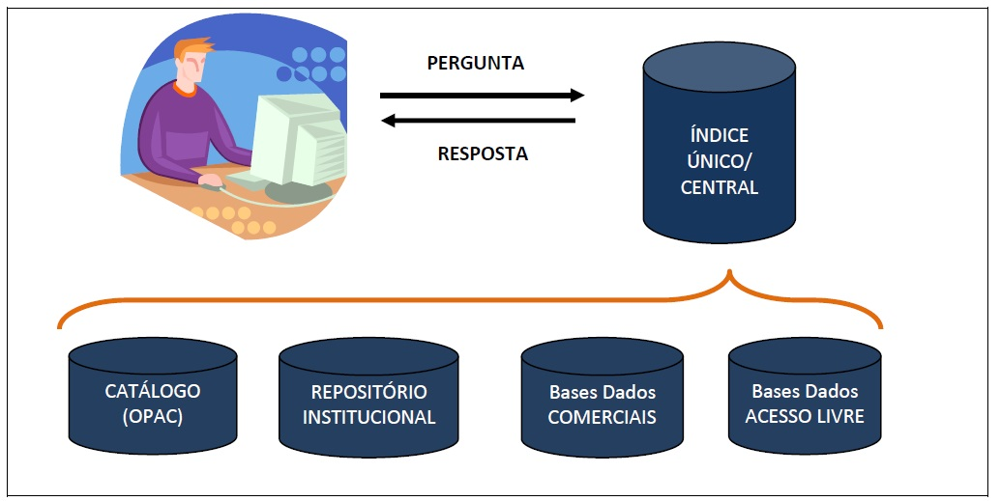 PERGUNTA
RESPOSTA
ÍNDICE
ÚNICO/
CENTRAL
CATÁLOGO
(OPAC)
REPOSITÓRIO
INSTITUCIONAL
Bases Dados
COMERCIAIS
Bases Dados
ACESSO LIVRE